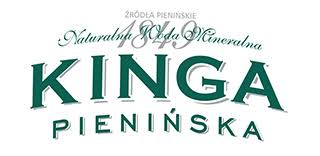 ŹRÓDŁA PIENIŃSKIE
1849
Naturalna Woda Mineralna
KINGA
PIENIŃSKA